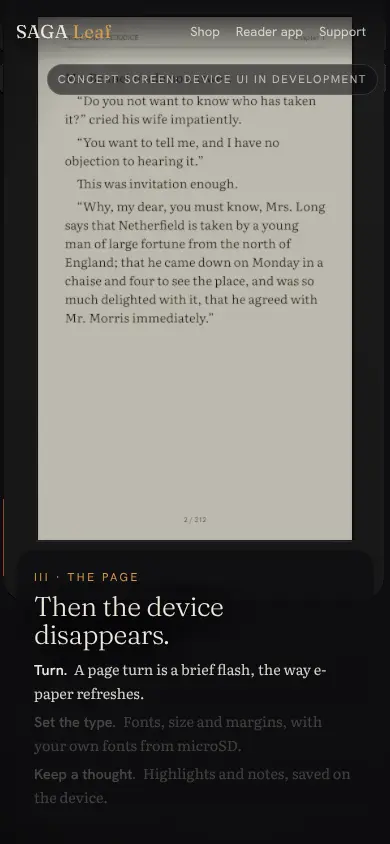 SAGA Leaf
Shop Reader app Support
CONCEPT SCREEN: DEVICE UI IN DEVELOPMENT
“Do you not want to know who has taken
it?” cried his wife impatiently.
“You want to tell me, and I have no
objection to hearing it.”
This was invitation enough.
“Why, my dear, you must know, Mrs. Long
says that Netherfield is taken by a young
man of large fortune from the north of
England; that he came down on Monday in a
chaise and four to see the place, and was so
much delighted with it, that he agreed with
Mr. Morris immediately.”
2 / 212
III · THE PAGE
Then the device
disappears.
Turn. A page turn is a brief flash, the way e-
paper refreshes.
Set the type. Fonts, size and margins, with
your own fonts from microSD.
Keep a thought. Highlights and notes, saved on
the device.